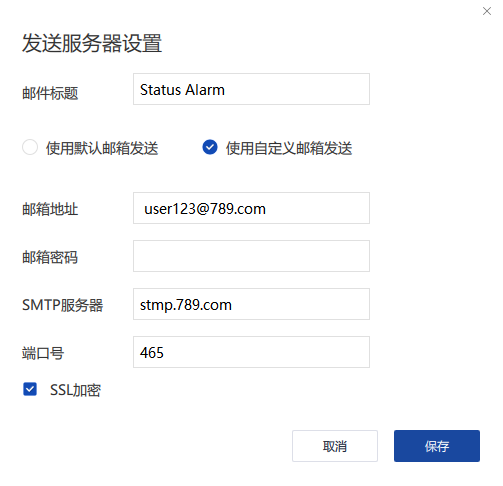 发送服务器设置
邮件标题 Status Alarm
使用默认邮箱发送 使用自定义邮箱发送
邮箱地址 user123@789.com
邮箱密码
SMTP服务器 stmp.789.com
端口号 465
SSL加密
取消 保存